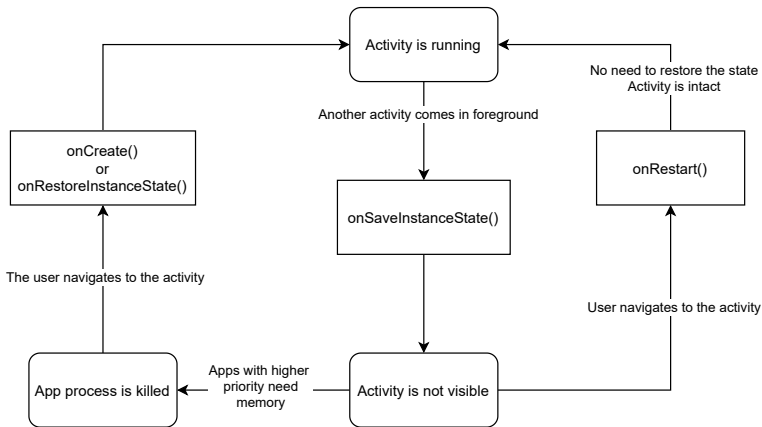 Activity is running
No need to restore the state
Activity is intact
Another activity comes in foreground
onCreate()
or
onRestoreInstanceState()
onRestart()
onSaveInstanceState()
The user navigates to the activity
User navigates to the activity
App process is killed
Apps with higher
priority need
memory
Activity is not visible